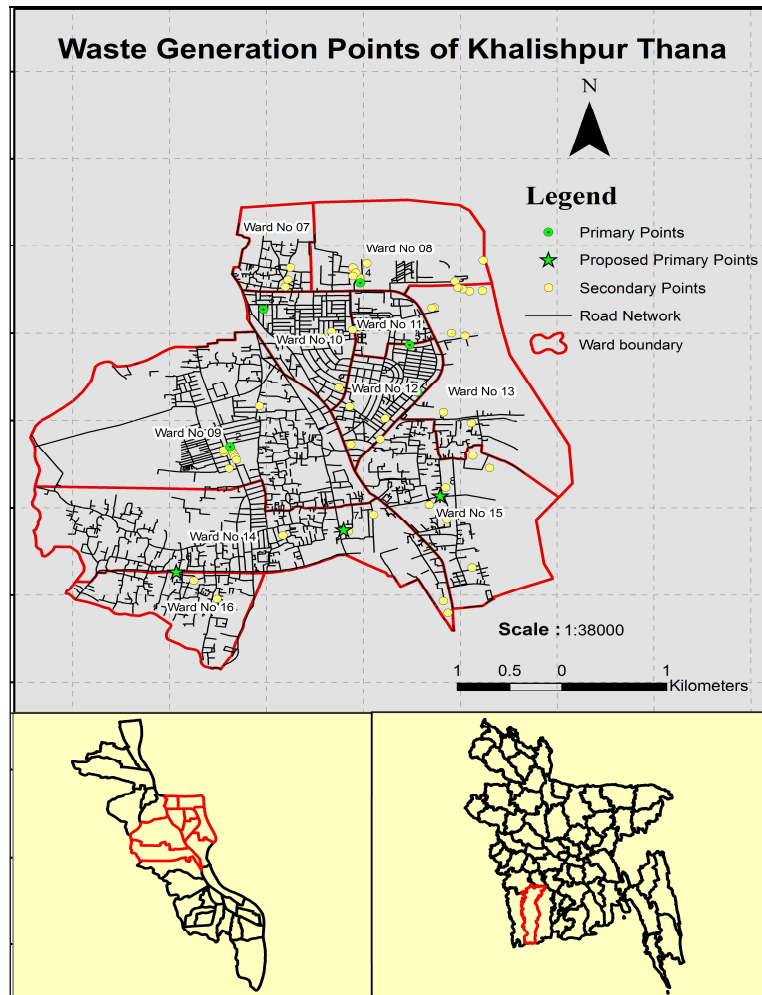 Waste Generation Points of Khalishpur Thana
N
Legend
Primary Points
Proposed Primary Points
Secondary Points
Road Network
Ward boundary
Ward No 07
Ward No 08
4
Ward No 11
Ward No 10
Ward No 12
Ward No 13
Ward No 09
Ward No 15
Ward No 14
Ward No 16
Scale : 1:38000
1 0.5 0 1
Kilometers